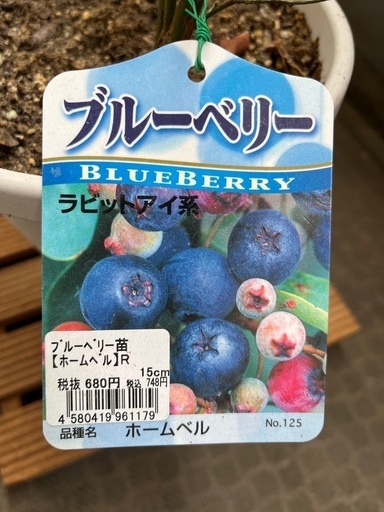 ブルーベリー
BLUEBERRY
ラビットアイ系
ブルーベリー苗
【ホームベル】R
15cm
税抜 680円 税込 748円
4 580419 961179
品種名 ホームベル No.125